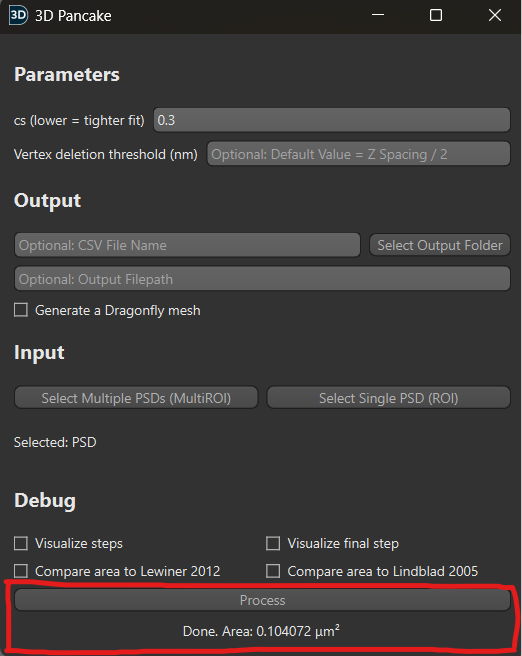 3D 3D Pancake
Parameters
cs (lower = tighter fit) 0.3
Vertex deletion threshold (nm) Optional: Default Value = Z Spacing / 2
Output
Optional: CSV File Name Select Output Folder
Optional: Output Filepath
Generate a Dragonfly mesh
Input
Select Multiple PSDs (MultiROI) Select Single PSD (ROI)
Selected: PSD
Debug
Visualize steps Visualize final step
Compare area to Lewiner 2012 Compare area to Lindblad 2005
Process
Done. Area: 0.104072 µm²